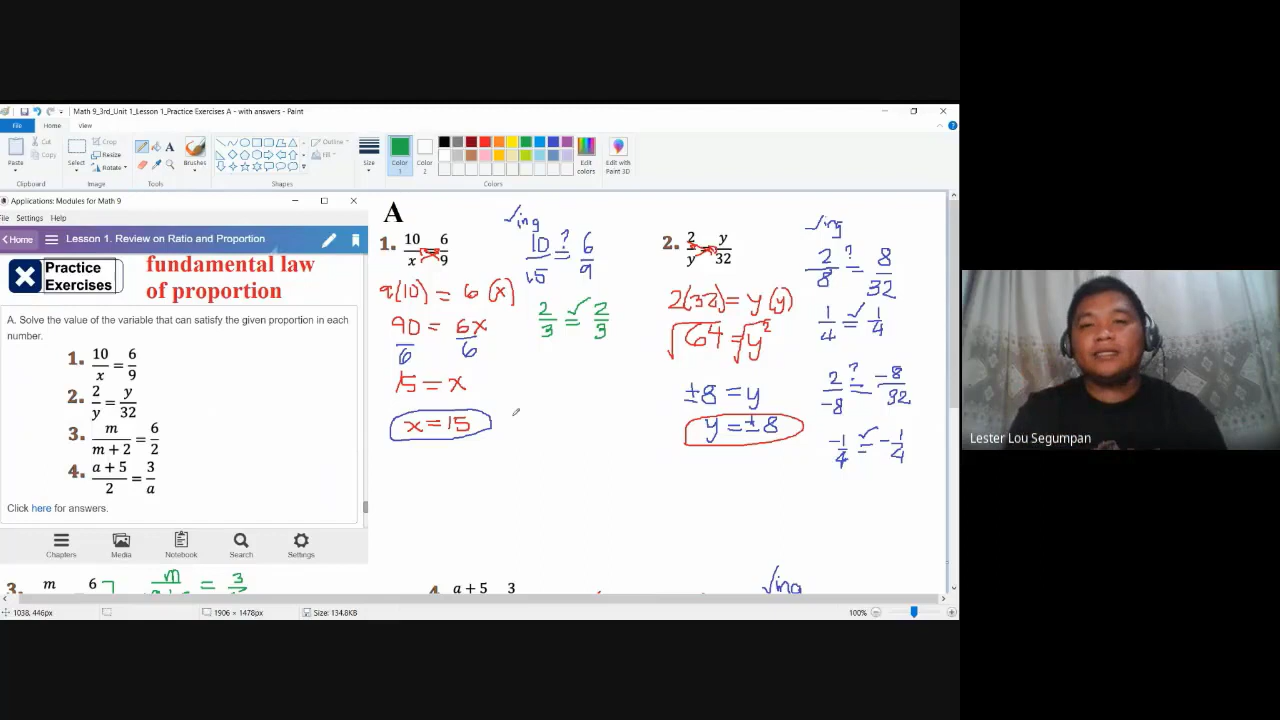 Math 9_3rd_Unit 1_Lesson 1_Practice Exercises A - with answers - Paint
File Home View
Paste Cut Copy Select Crop Resize Rotate Brushes Outline Fill Size Color 1 Color 2 Edit colors Edit with Paint 3D
Clipboard Image Tools Shapes Colors
Applications: Modules for Math 9
File Settings Help
Home Lesson 1. Review on Ratio and Proportion
Practice Exercises
fundamental law of proportion
A. Solve the value of the variable that can satisfy the given proportion in each
number.
1. 10/x = 6/9
2. 2/y = y/32
3. m/(m + 2) = 6/2
4. (a + 5)/2 = 3/a
Click here for answers.
Chapters Media Notebook Search Settings
A
1. 10/x = 6/9
9(10) = 6(x)
90 = 6x
6 6
15 = x
x = 15
√ing
10/15 ≟ 6/9
2/3 = 2/3
2. 2/y = y/32
2(32) = y(y)
√64 = √y²
±8 = y
y = ±8
√ing
2/8 ≟ 8/32
1/4 = 1/4
2/-8 ≟ -8/32
-1/4 = -1/4
3. m 6 m = 3
4. a + 5 3
√ing
1038, 446px 1906 × 1478px Size: 134.8KB 100%
Lester Lou Segumpan